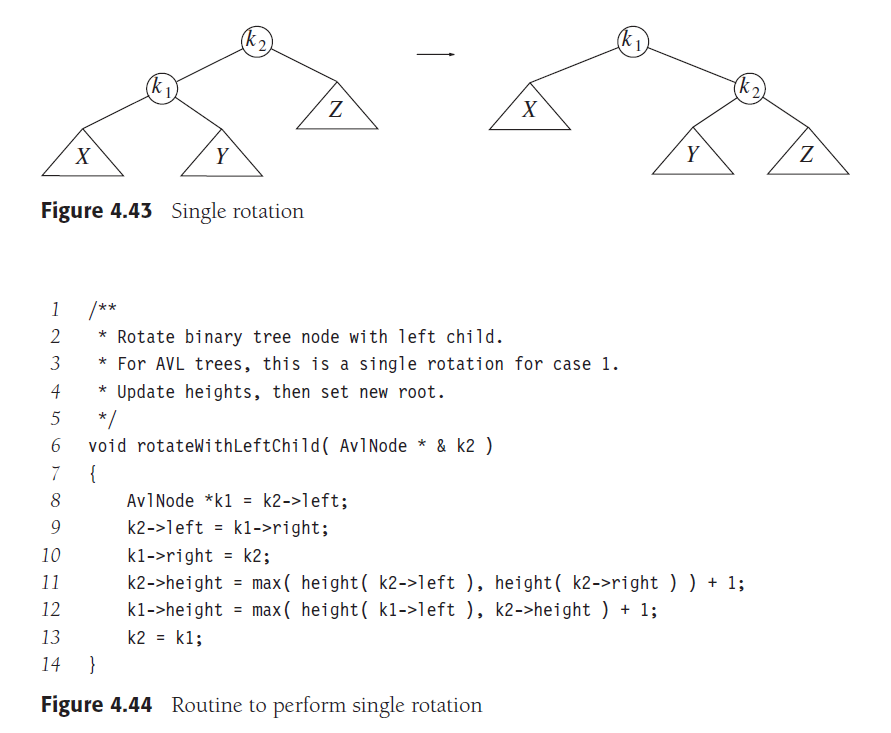 k2 k1
k1 k2
X Y Z X Y Z
Figure 4.43 Single rotation
1 /**
2 * Rotate binary tree node with left child.
3 * For AVL trees, this is a single rotation for case 1.
4 * Update heights, then set new root.
5 */
6 void rotateWithLeftChild( AvlNode * & k2 )
7 {
8 AvlNode *k1 = k2->left;
9 k2->left = k1->right;
10 k1->right = k2;
11 k2->height = max( height( k2->left ), height( k2->right ) ) + 1;
12 k1->height = max( height( k1->left ), k2->height ) + 1;
13 k2 = k1;
14 }
Figure 4.44 Routine to perform single rotation